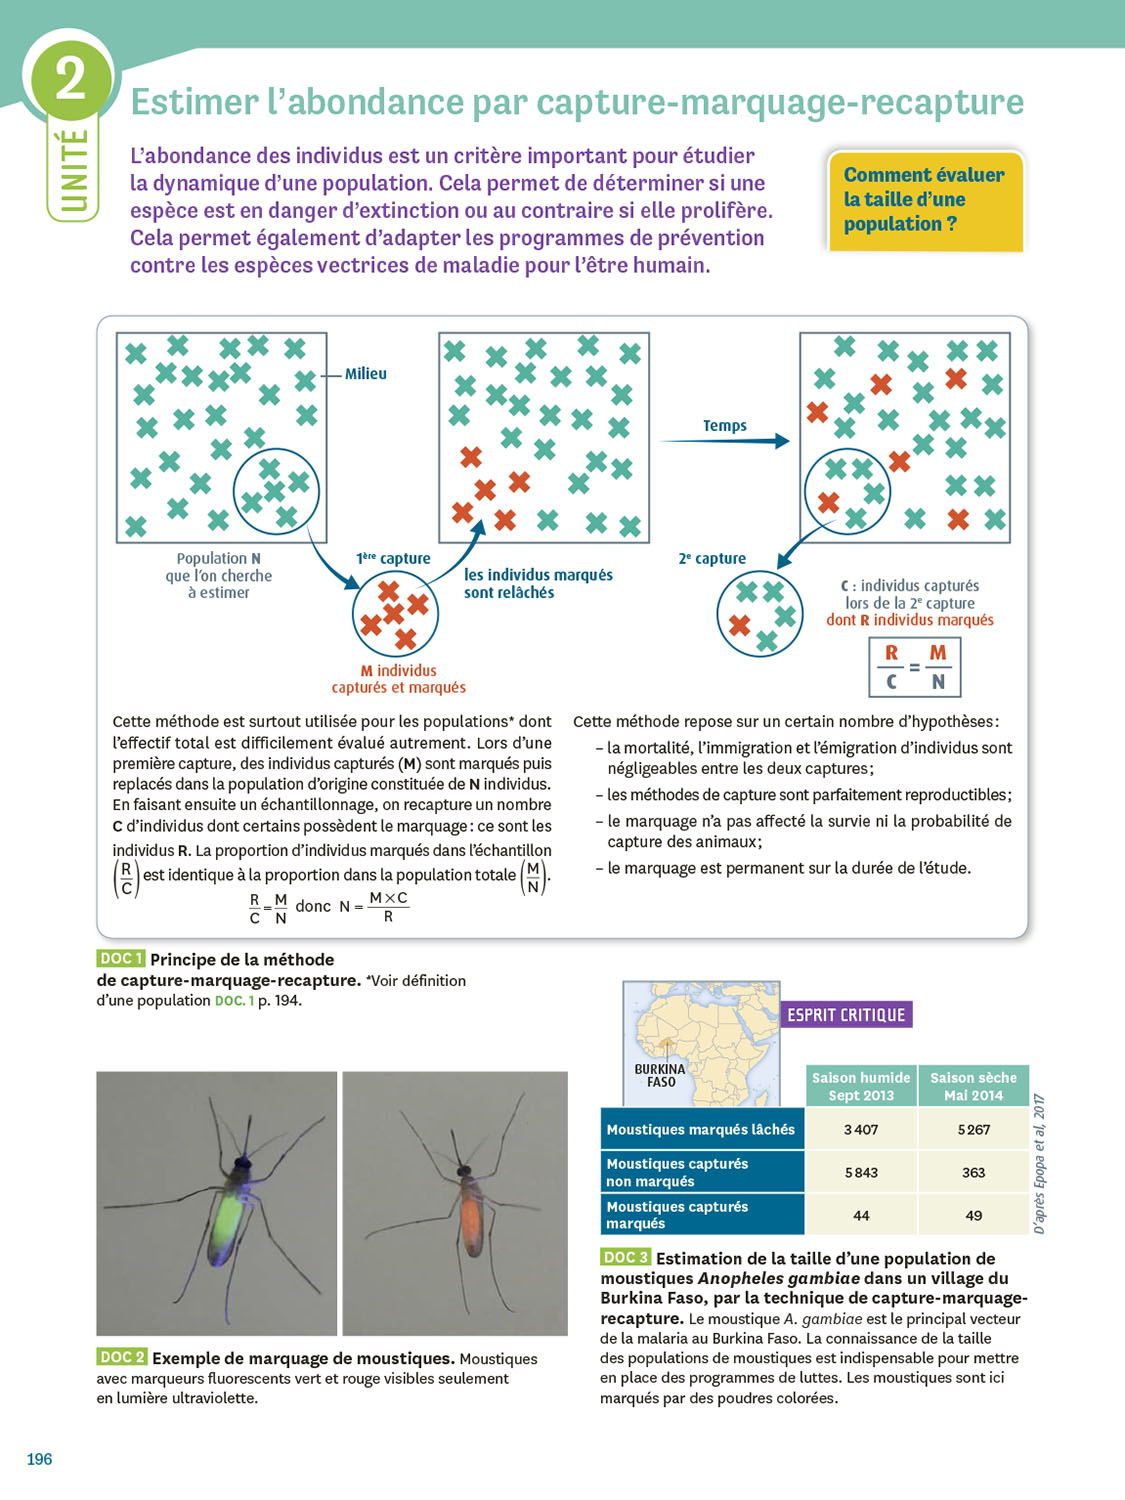 2
UNITÉ
Estimer l'abondance par capture-marquage-recapture
L'abondance des individus est un critère important pour étudier
la dynamique d'une population. Cela permet de déterminer si une
espèce est en danger d'extinction ou au contraire si elle prolifère.
Cela permet également d'adapter les programmes de prévention
contre les espèces vectrices de maladie pour l'être humain.
Comment évaluer
la taille d'une
population ?
Milieu
Temps
Population N
que l'on cherche
à estimer
1ère capture
les individus marqués
sont relâchés
M individus
capturés et marqués
2e capture
C : individus capturés
lors de la 2e capture
dont R individus marqués
R/C = M/N
Cette méthode est surtout utilisée pour les populations* dont
l'effectif total est difficilement évalué autrement. Lors d'une
première capture, des individus capturés (M) sont marqués puis
replacés dans la population d'origine constituée de N individus.
En faisant ensuite un échantillonnage, on recapture un nombre
C d'individus dont certains possèdent le marquage : ce sont les
individus R. La proportion d'individus marqués dans l'échantillon
(R/C) est identique à la proportion dans la population totale (M/N).
R/C = M/N donc N = M × C / R
Cette méthode repose sur un certain nombre d'hypothèses :
– la mortalité, l'immigration et l'émigration d'individus sont
négligeables entre les deux captures ;
– les méthodes de capture sont parfaitement reproductibles ;
– le marquage n'a pas affecté la survie ni la probabilité de
capture des animaux ;
– le marquage est permanent sur la durée de l'étude.
DOC 1 Principe de la méthode
de capture-marquage-recapture. *Voir définition
d'une population DOC. 1 p. 194.
DOC 2 Exemple de marquage de moustiques. Moustiques
avec marqueurs fluorescents vert et rouge visibles seulement
en lumière ultraviolette.
BURKINA
FASO
ESPRIT CRITIQUE
Saison humide
Sept 2013
Saison sèche
Mai 2014
Moustiques marqués lâchés 3 407 5 267
Moustiques capturés
non marqués 5 843 363
Moustiques capturés
marqués 44 49
D'après Epopa et al, 2017
DOC 3 Estimation de la taille d'une population de
moustiques Anopheles gambiae dans un village du
Burkina Faso, par la technique de capture-marquage-
recapture. Le moustique A. gambiae est le principal vecteur
de la malaria au Burkina Faso. La connaissance de la taille
des populations de moustiques est indispensable pour mettre
en place des programmes de luttes. Les moustiques sont ici
marqués par des poudres colorées.
196